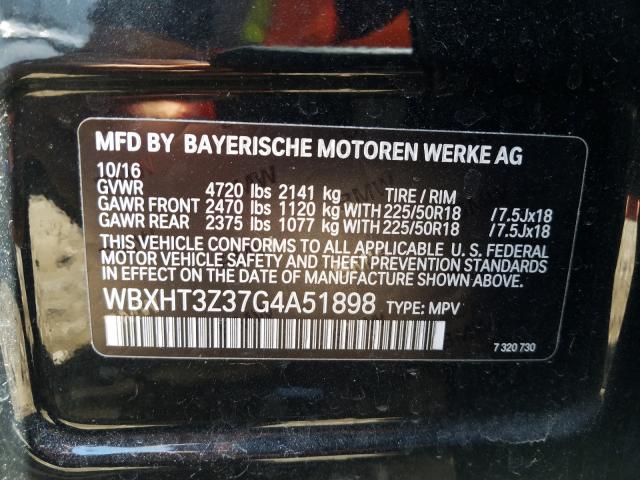 MFD BY BAYERISCHE MOTOREN WERKE AG
10/16
GVWR 4720 lbs 2141 kg TIRE / RIM
GAWR FRONT 2470 lbs 1120 kg WITH 225/50R18 /7.5Jx18
GAWR REAR 2375 lbs 1077 kg WITH 225/50R18 /7.5Jx18
THIS VEHICLE CONFORMS TO ALL APPLICABLE U. S. FEDERAL
MOTOR VEHICLE SAFETY AND THEFT PREVENTION STANDARDS
IN EFFECT ON THE DATE OF MANUFACTURE SHOWN ABOVE.
WBXHT3Z37G4A51898 TYPE: MPV
7 320 730